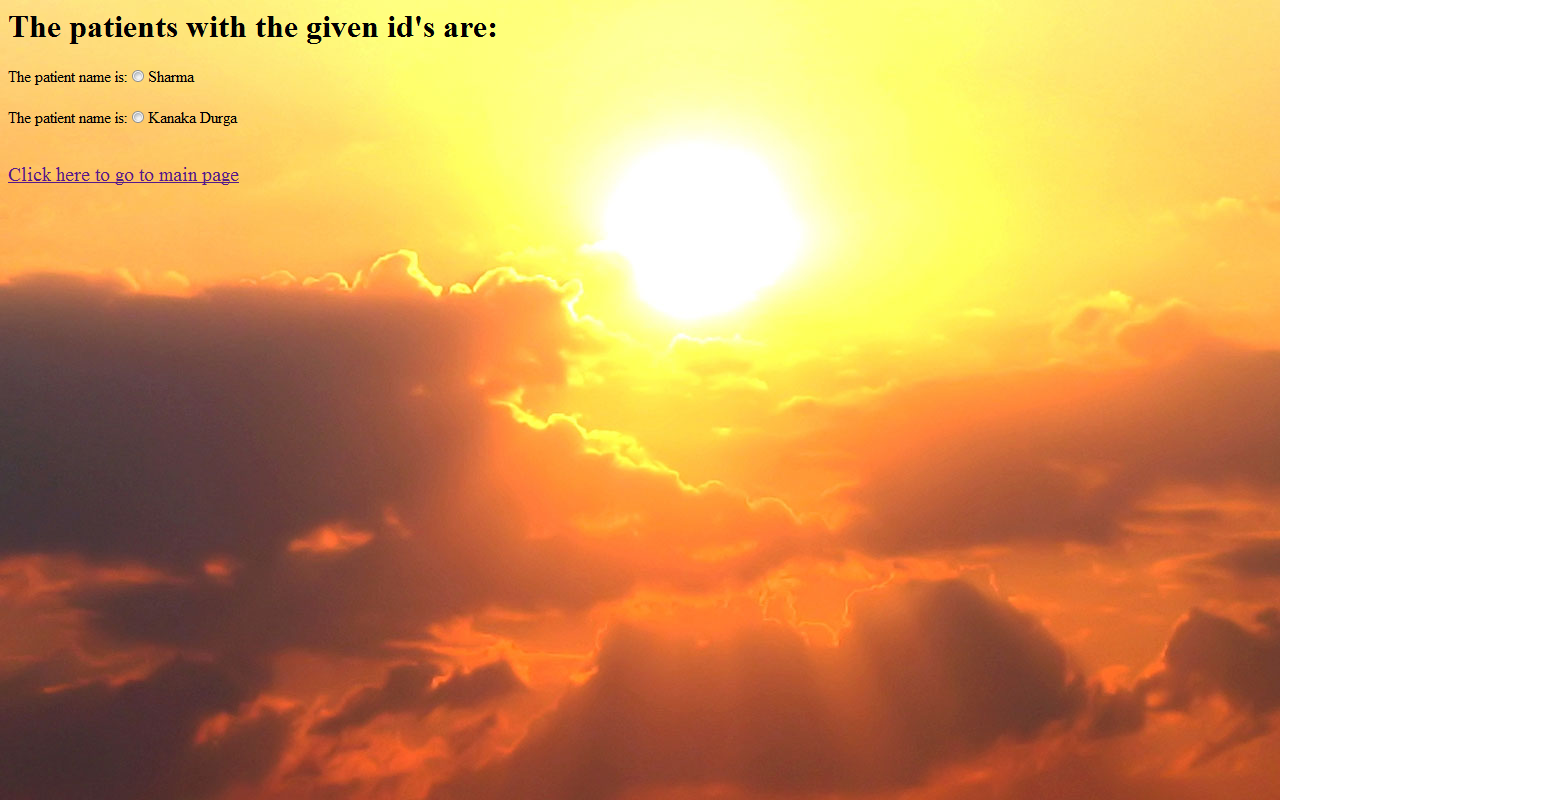 The patients with the given id's are:
The patient name is: Sharma
The patient name is: Kanaka Durga
Click here to go to main page